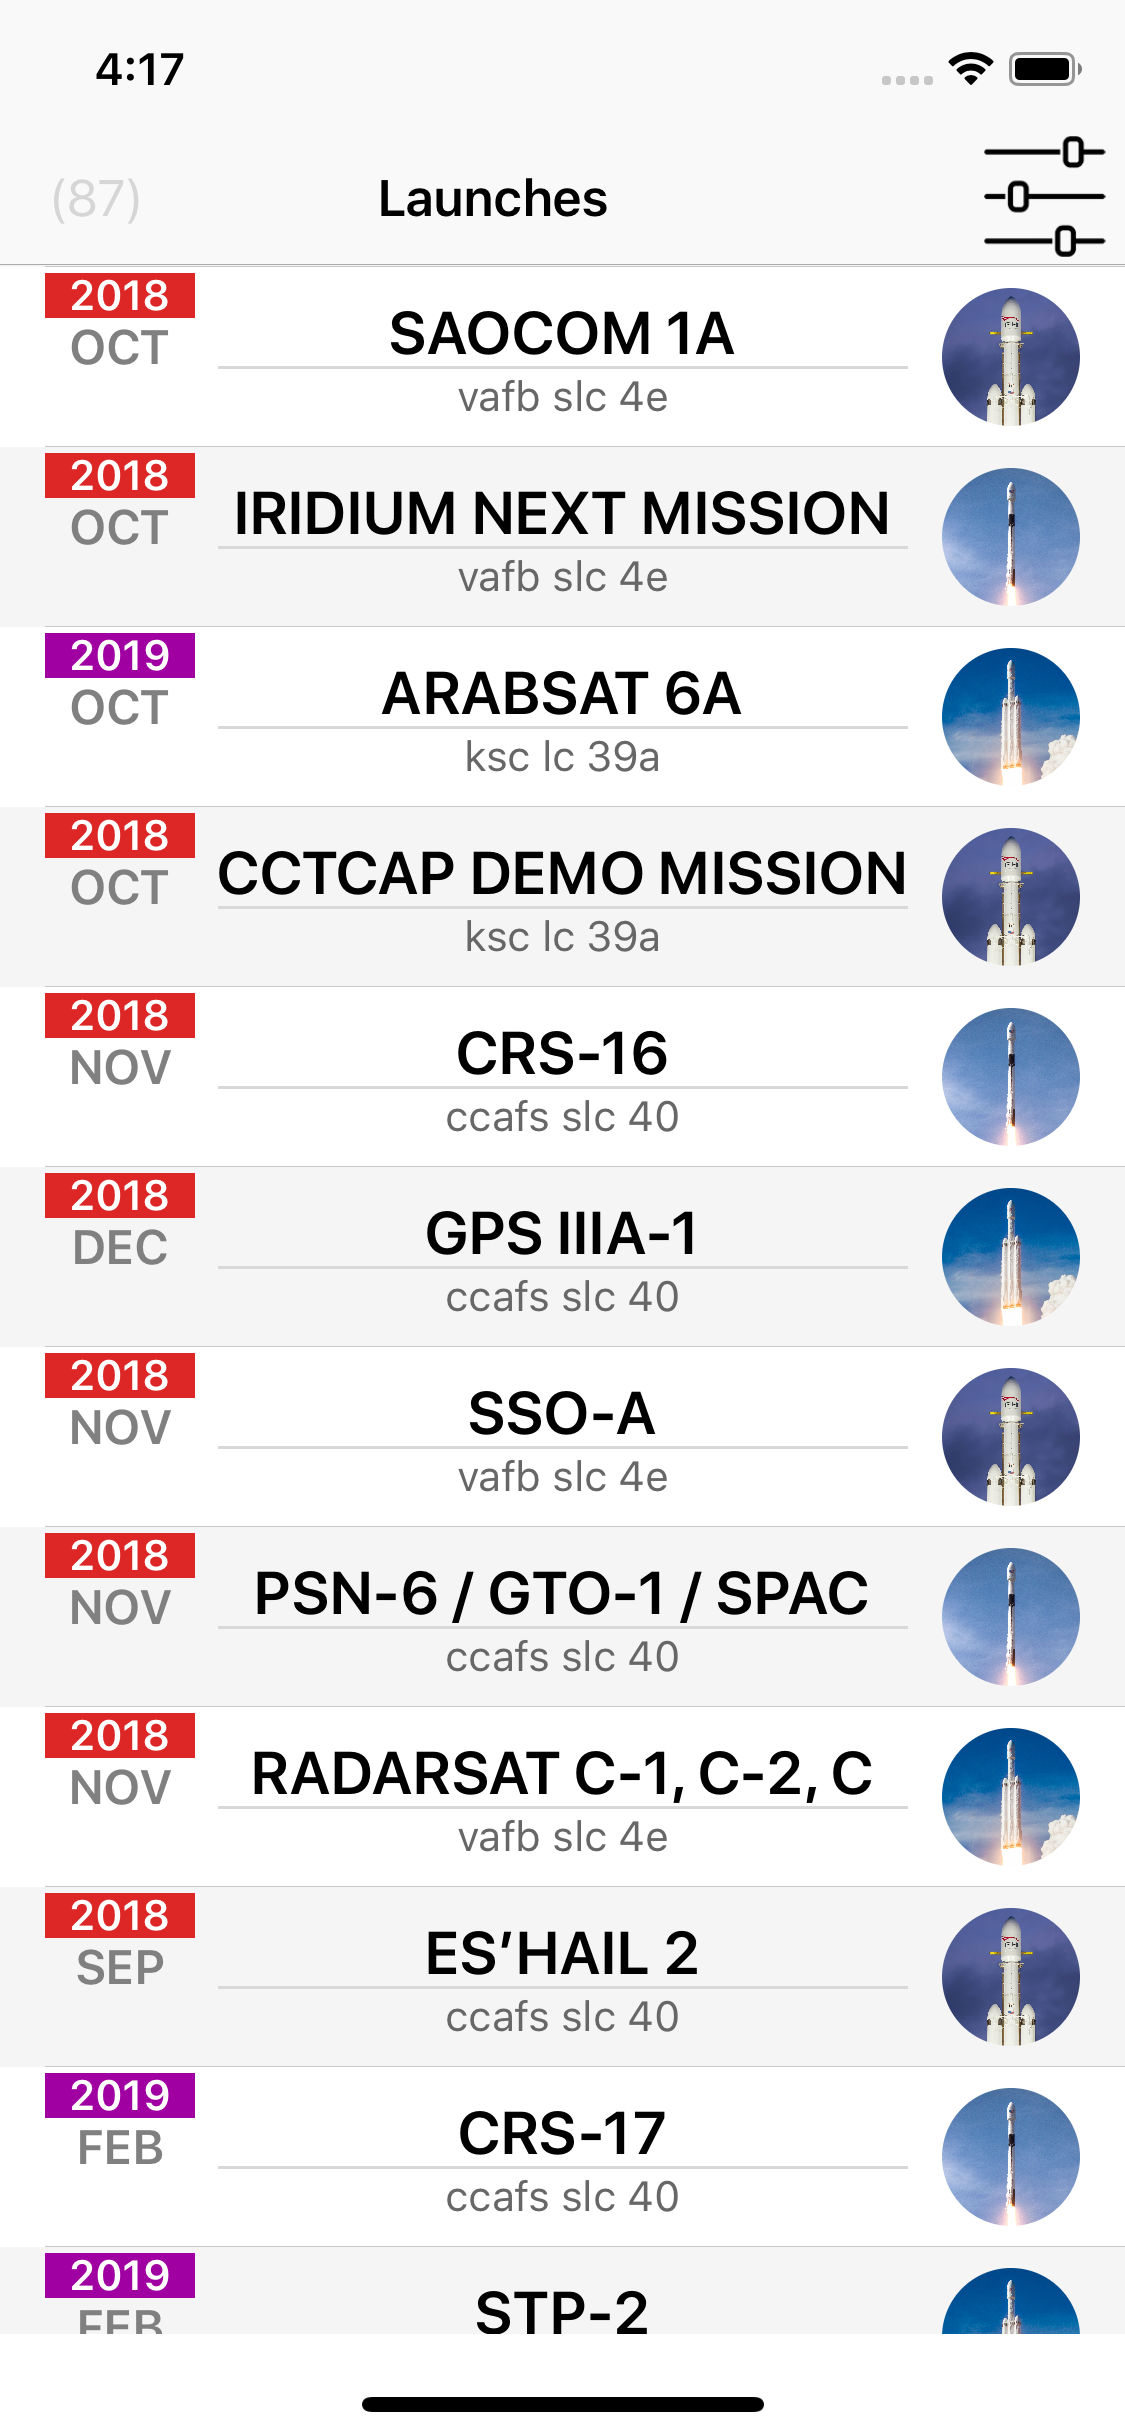 4:17
(87)
Launches
2018
OCT
SAOCOM 1A
vafb slc 4e
2018
OCT
IRIDIUM NEXT MISSION
vafb slc 4e
2019
OCT
ARABSAT 6A
ksc lc 39a
2018
OCT
CCTCAP DEMO MISSION
ksc lc 39a
2018
NOV
CRS-16
ccafs slc 40
2018
DEC
GPS IIIA-1
ccafs slc 40
2018
NOV
SSO-A
vafb slc 4e
2018
NOV
PSN-6 / GTO-1 / SPAC
ccafs slc 40
2018
NOV
RADARSAT C-1, C-2, C
vafb slc 4e
2018
SEP
ES’HAIL 2
ccafs slc 40
2019
FEB
CRS-17
ccafs slc 40
2019
FEB
STP-2